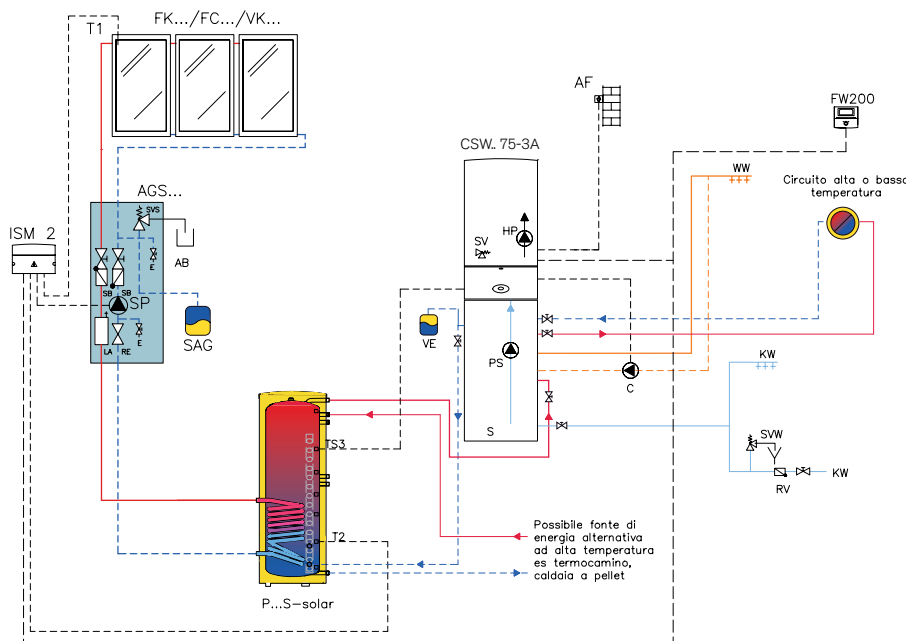 FK.../FC.../VK...
T1
AF
FW200
CSW.. 75-3A
WW
Circuito alta o bassa
temperatura
AGS...
SVS
ISM 2
HP
SV
E
AB
SB
SB
SP
SAG
VE
PS
E
LA
RE
C
KW
S
TS3
SVW
KW
RV
T2
Possibile fonte di
energia alternativa
ad alta temperatura
es termocamino,
caldaia a pellet
P...S-solar